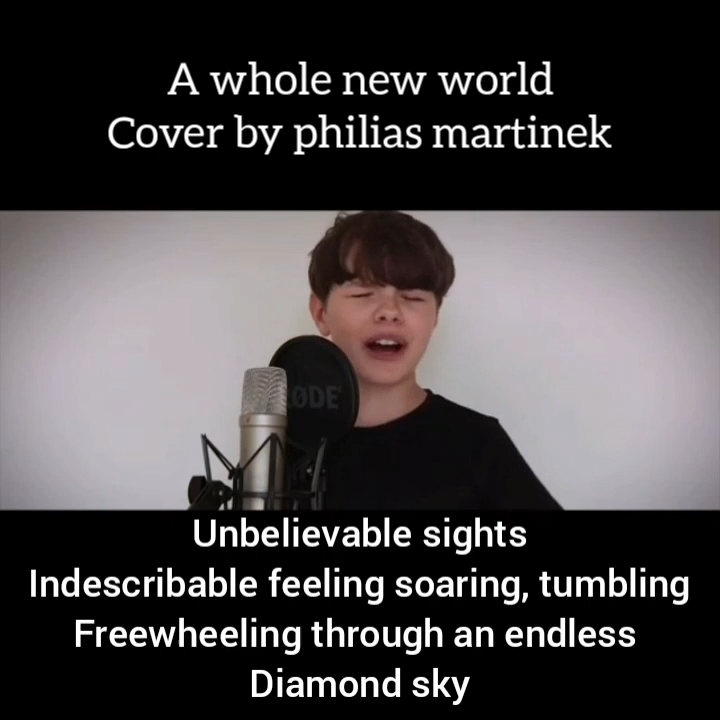 A whole new world
Cover by philias martinek
ØDE
Unbelievable sights
Indescribable feeling soaring, tumbling
Freewheeling through an endless
Diamond sky